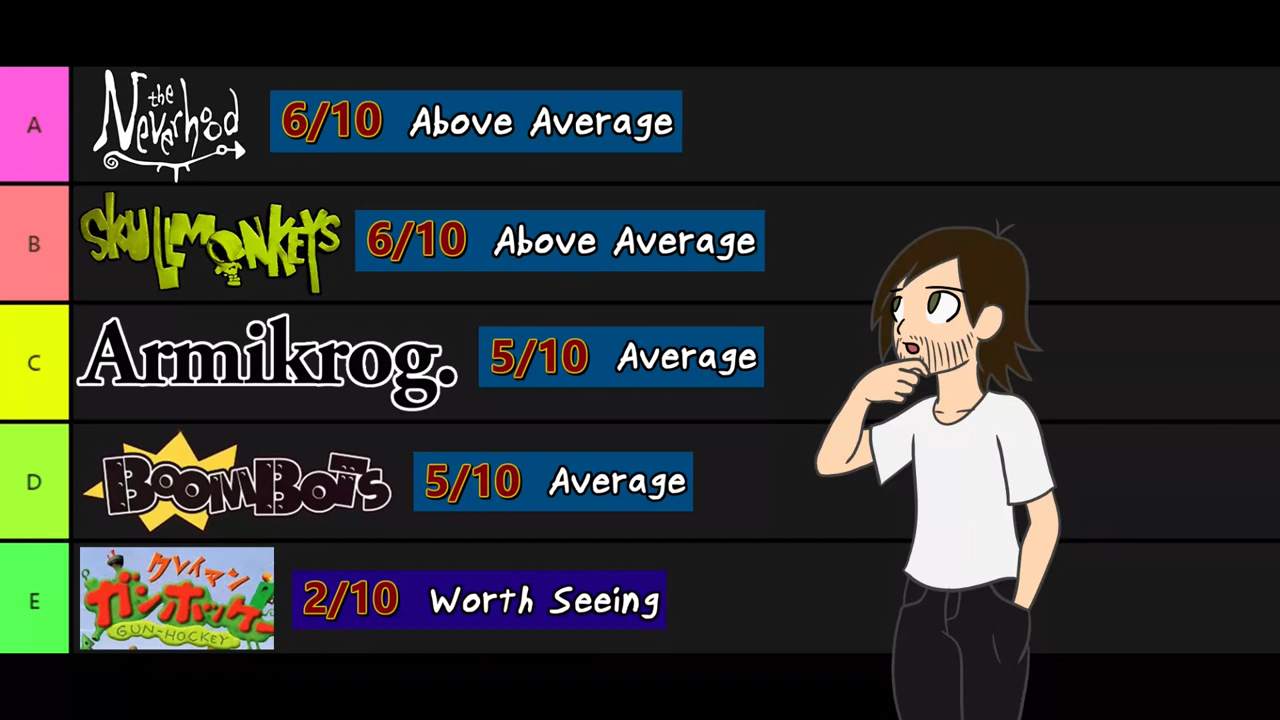 A
the
Neverhood
6/10 Above Average
B
SKULLMONKEYS
6/10 Above Average
C
Armikrog.
5/10 Average
D
BOOMBOTS
5/10 Average
E
クレイマン
ガンホッケー
GUN-HOCKEY
2/10 Worth Seeing